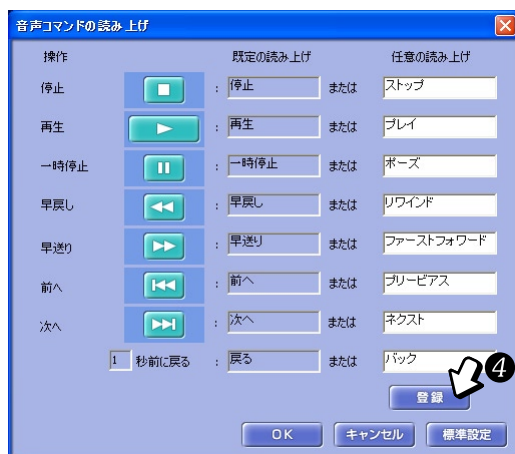 音声コマンドの読み上げ
操作 既定の読み上げ 任意の読み上げ
停止 : 停止 または ストップ
再生 : 再生 または プレイ
一時停止 : 一時停止 または ポーズ
早戻し : 早戻し または リワインド
早送り : 早送り または ファーストフォワード
前へ : 前へ または プリービアス
次へ : 次へ または ネクスト
1 秒前に戻る : 戻る または バック
登録 4
OK キャンセル 標準設定